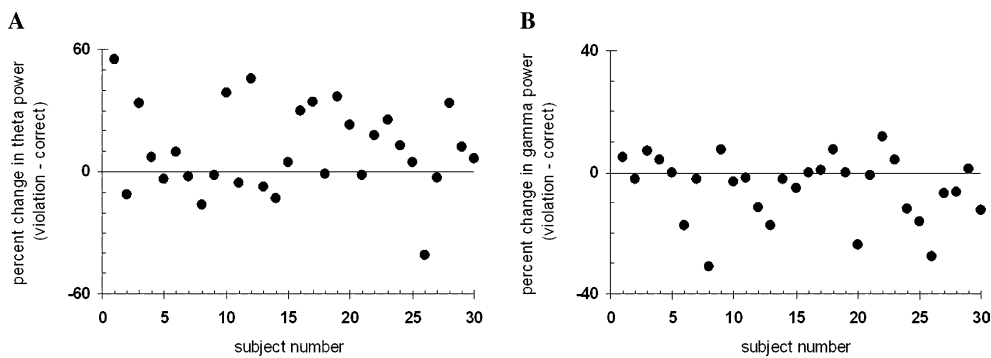 A
percent change in theta power
(violation - correct)
60
0
-60
0
5
10
15
20
25
30
subject number
B
percent change in gamma power
(violation - correct)
40
0
-40
0
5
10
15
20
25
30
subject number